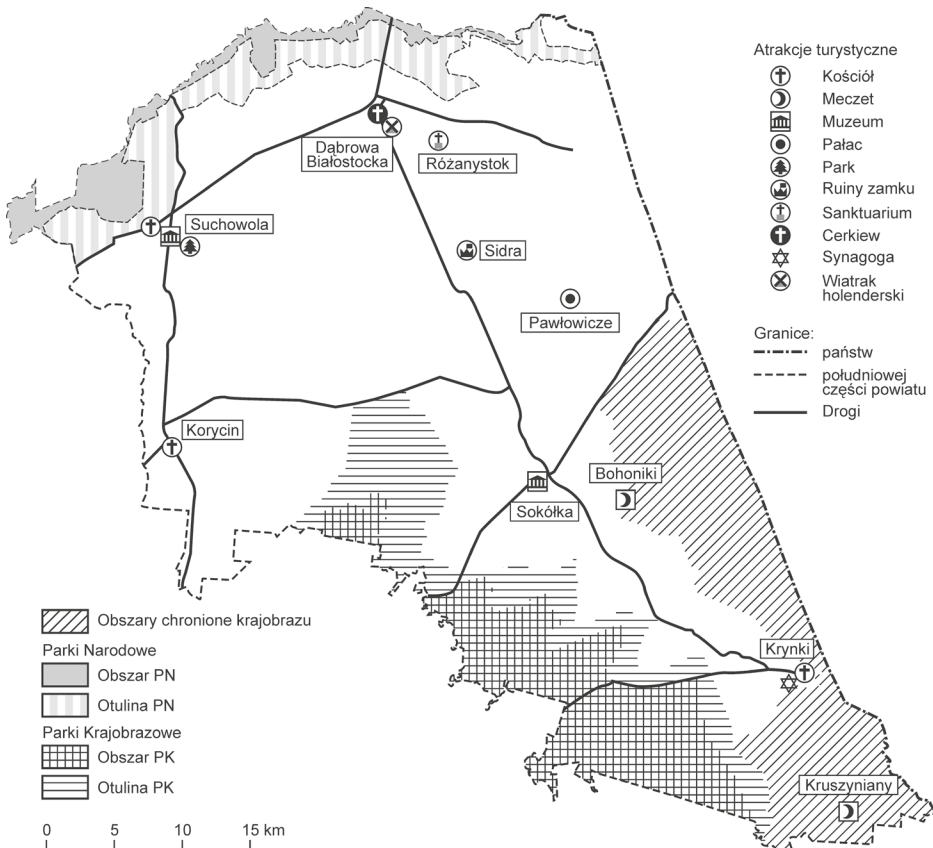 Atrakcje turystyczne
Kościół
Meczet
Muzeum
Pałac
Park
Ruiny zamku
Sanktuarium
Cerkiew
Synagoga
Wiatrak
holenderski
Granice:
państw
południowej
części powiatu
Drogi
Dąbrowa
Białostocka
Różanystok
Suchowola
Sidra
Pawłowicze
Korycin
Bohoniki
Sokółka
Krynki
Kruszyniany
Obszary chronione krajobrazu
Parki Narodowe
Obszar PN
Otulina PN
Parki Krajobrazowe
Obszar PK
Otulina PK
0 5 10 15 km